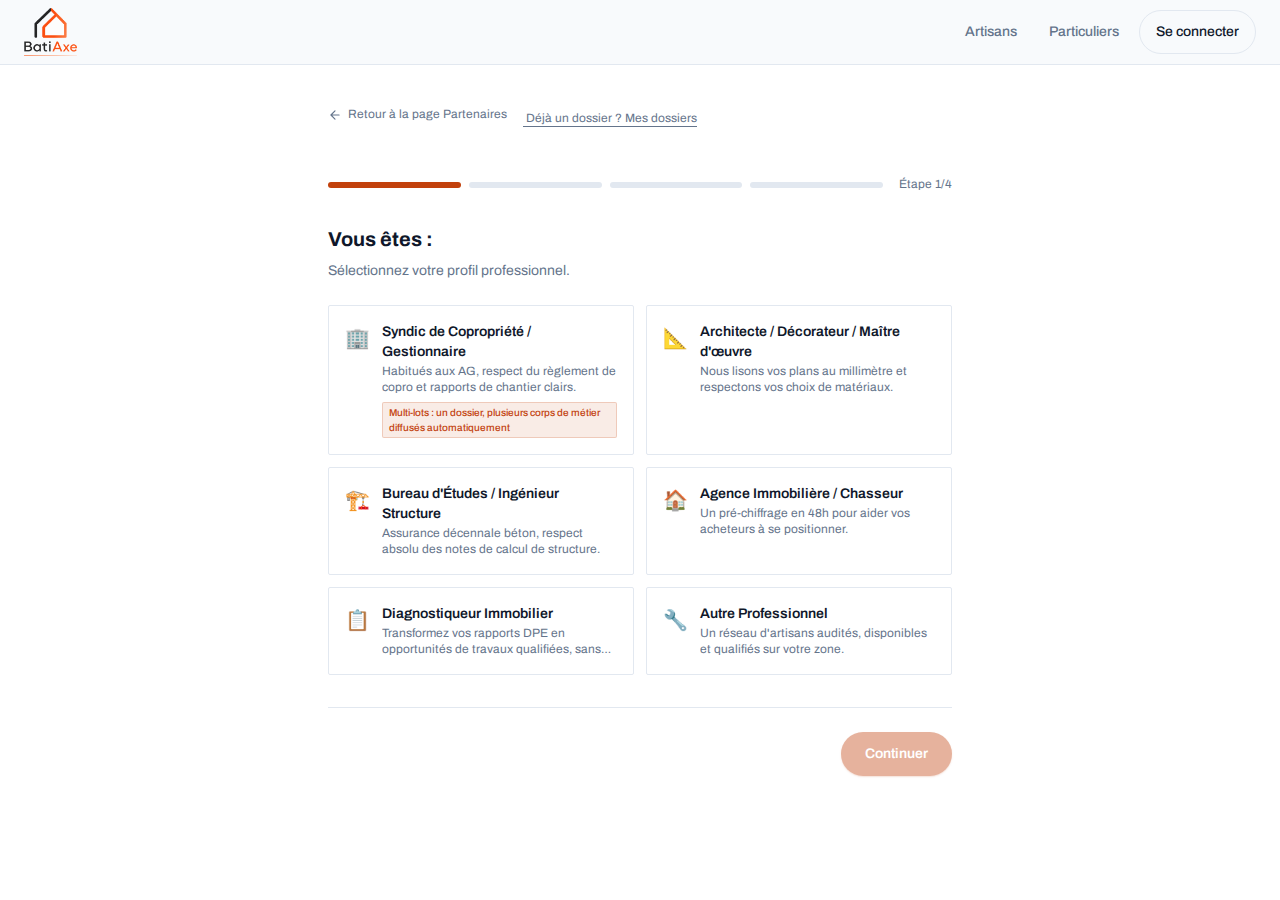 BatiAxe
Artisans
Particuliers
Se connecter
Retour à la page Partenaires
Déjà un dossier ? Mes dossiers
Étape 1/4
Vous êtes :
Sélectionnez votre profil professionnel.
Syndic de Copropriété /
Gestionnaire
Habitués aux AG, respect du règlement de
copro et rapports de chantier clairs.
Multi-lots : un dossier, plusieurs corps de métier
diffusés automatiquement
Architecte / Décorateur / Maître
d'œuvre
Nous lisons vos plans au millimètre et
respectons vos choix de matériaux.
Bureau d'Études / Ingénieur
Structure
Assurance décennale béton, respect
absolu des notes de calcul de structure.
Agence Immobilière / Chasseur
Un pré-chiffrage en 48h pour aider vos
acheteurs à se positionner.
Diagnostiqueur Immobilier
Transformez vos rapports DPE en
opportunités de travaux qualifiées, sans...
Autre Professionnel
Un réseau d'artisans audités, disponibles
et qualifiés sur votre zone.
Continuer